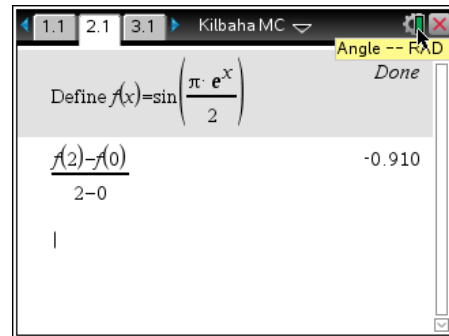 1.1 2.1 3.1 Kilbaha MC
Angle -- RAD
Define f(x)=sin(π·e^x/2) Done
f(2)−f(0)/2−0 -0.910